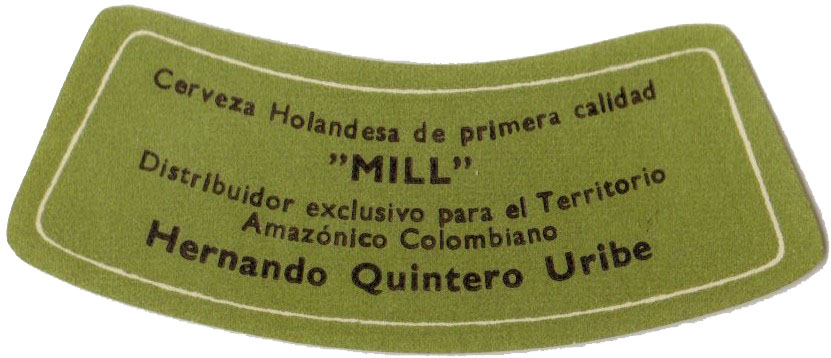 Cerveza Holandesa de primera calidad
”MILL”
Distribuidor exclusivo para el Territorio
Amazónico Colombiano
Hernando Quintero Uribe